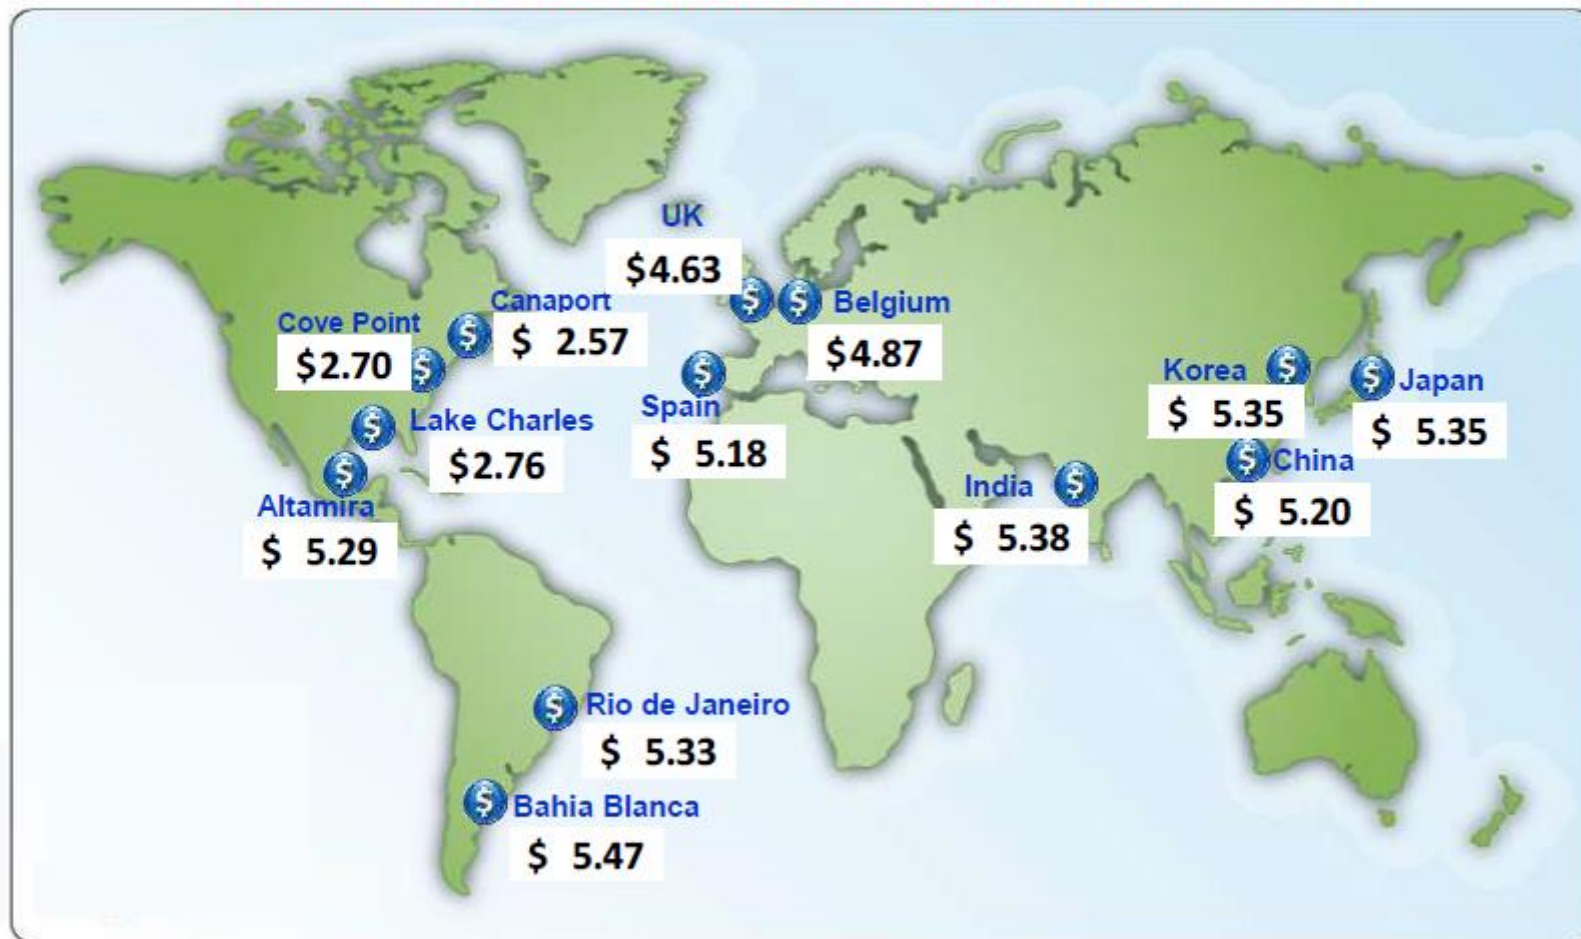 UK
$4.63
Canaport
$ 2.57
Cove Point
$2.70
Belgium
$4.87
Lake Charles
$2.76
Spain
$ 5.18
Altamira
$ 5.29
Korea
$ 5.35
Japan
$ 5.35
China
$ 5.20
India
$ 5.38
Rio de Janeiro
$ 5.33
Bahia Blanca
$ 5.47